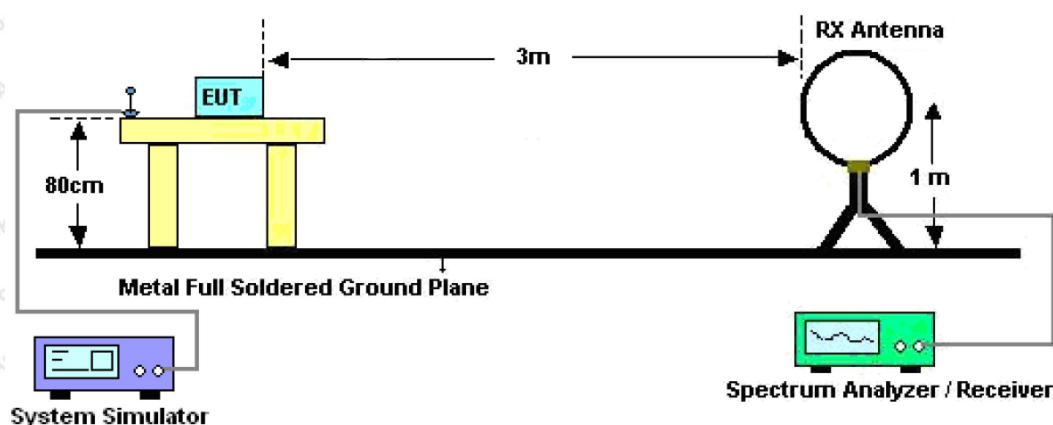 RX Antenna
3m
EUT
80cm
1 m
Metal Full Soldered Ground Plane
System Simulator
Spectrum Analyzer / Receiver